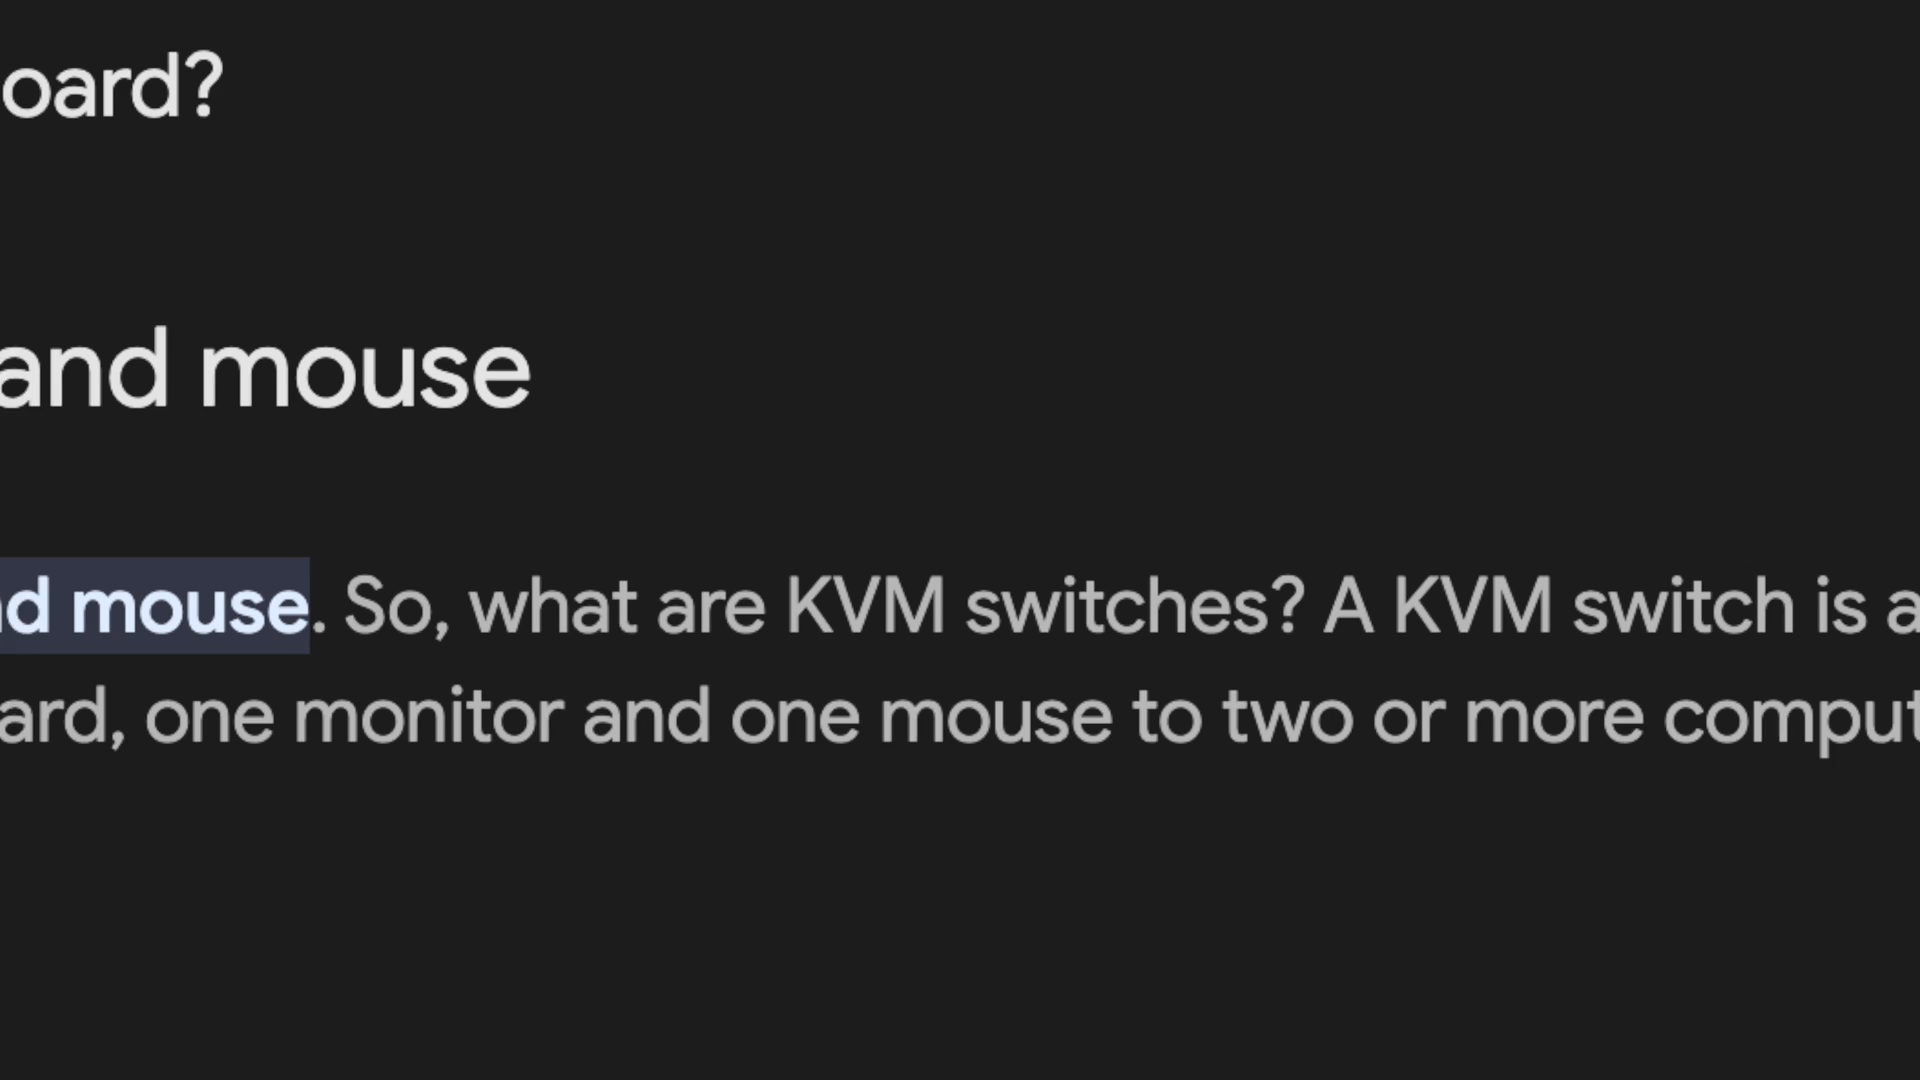 oard?
and mouse
nd mouse. So, what are KVM switches? A KVM switch is a
ard, one monitor and one mouse to two or more comput